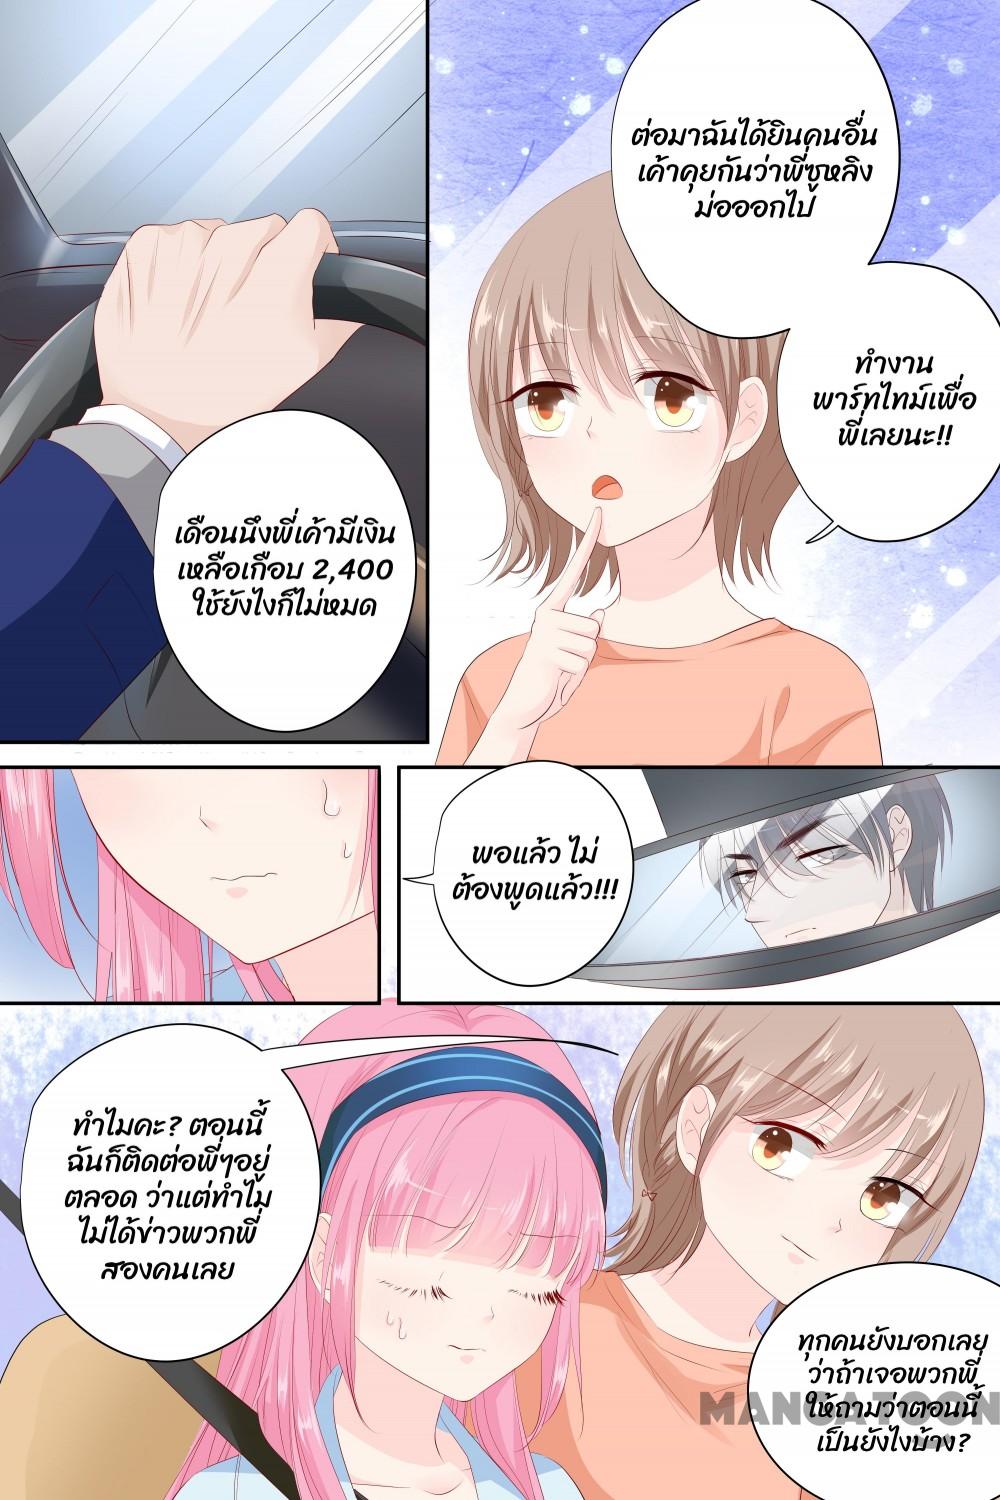 ต่อมาฉันได้ยินคนอื่น
เค้าคุยกันว่าพี่ซูหลิง
ม่อออกไป
ทำงาน
พาร์ทไทม์เพื่อ
พี่เลยนะ!!
เดือนนึงพี่เค้ามีเงิน
เหลือเกือบ 2,400
ใช้ยังไงก็ไม่หมด
พอแล้ว ไม่
ต้องพูดแล้ว!!!
ทำไมคะ? ตอนนี้
ฉันก็ติดต่อพี่ๆอยู่
ตลอด ว่าแต่ทำไม
ไม่ได้ข่าวพวกพี่
สองคนเลย
ทุกคนยังบอกเลย
ว่าถ้าเจอพวกพี่
ให้ถามว่าตอนนี้
เป็นยังไงบ้าง?
MANGATOON